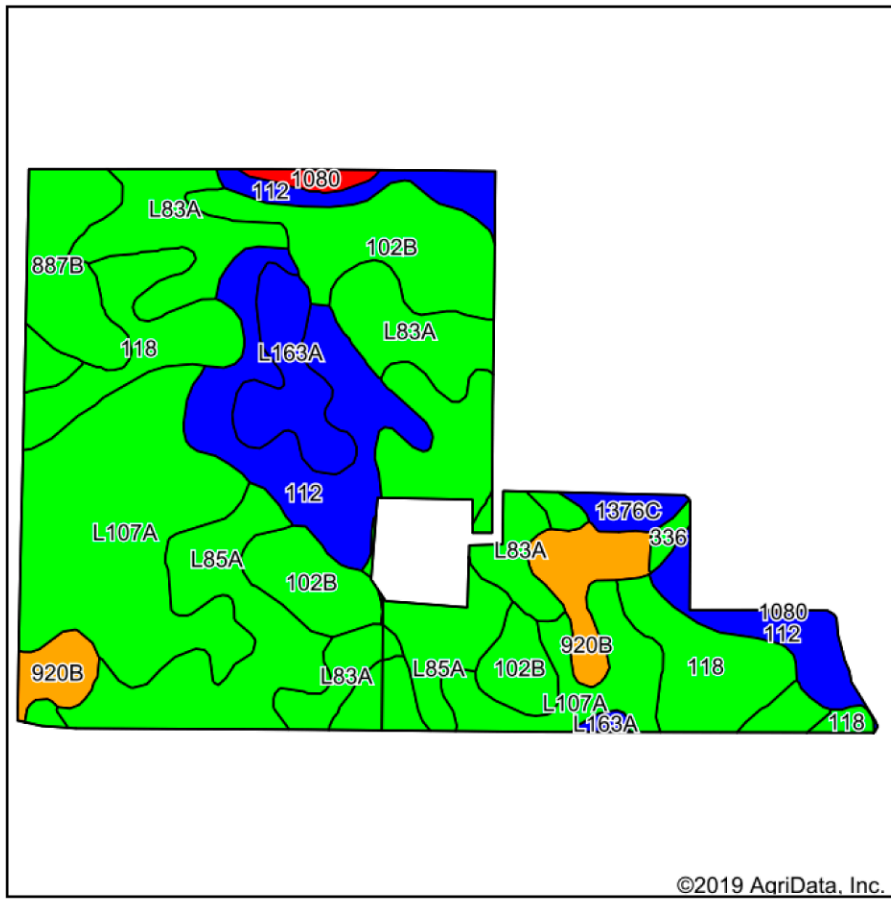 1080
112
L83A
102B
887B
L83A
118
L163A
112
1376C
L107A
336
L83A
L85A
102B
1080
112
920B
920B
L83A
L85A
102B
118
L107A
L163A
118
©2019 AgriData, Inc.